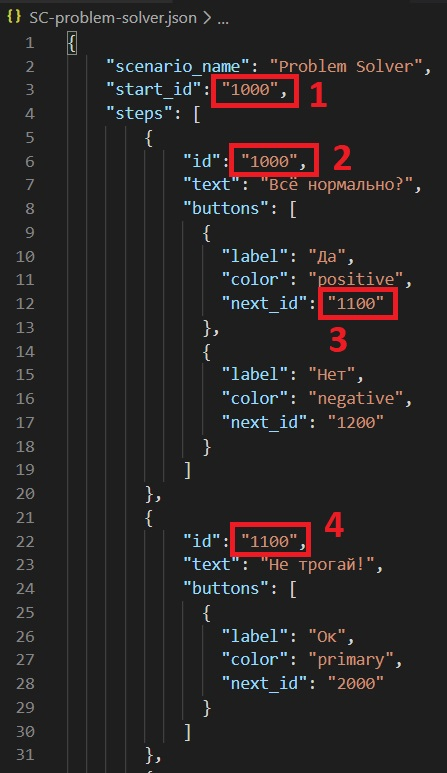 {} SC-problem-solver.json > ...
1 {
2 "scenario_name": "Problem Solver",
3 "start_id": "1000", 1
4 "steps": [
5 {
6 "id": "1000", 2
7 "text": "Всё нормально?",
8 "buttons": [
9 {
10 "label": "Да",
11 "color": "positive",
12 "next_id": "1100"
13 }, 3
14 {
15 "label": "Нет",
16 "color": "negative",
17 "next_id": "1200"
18 }
19 ]
20 },
21 { 4
22 "id": "1100",
23 "text": "Не трогай!",
24 "buttons": [
25 {
26 "label": "Ок",
27 "color": "primary",
28 "next_id": "2000"
29 }
30 ]
31 },